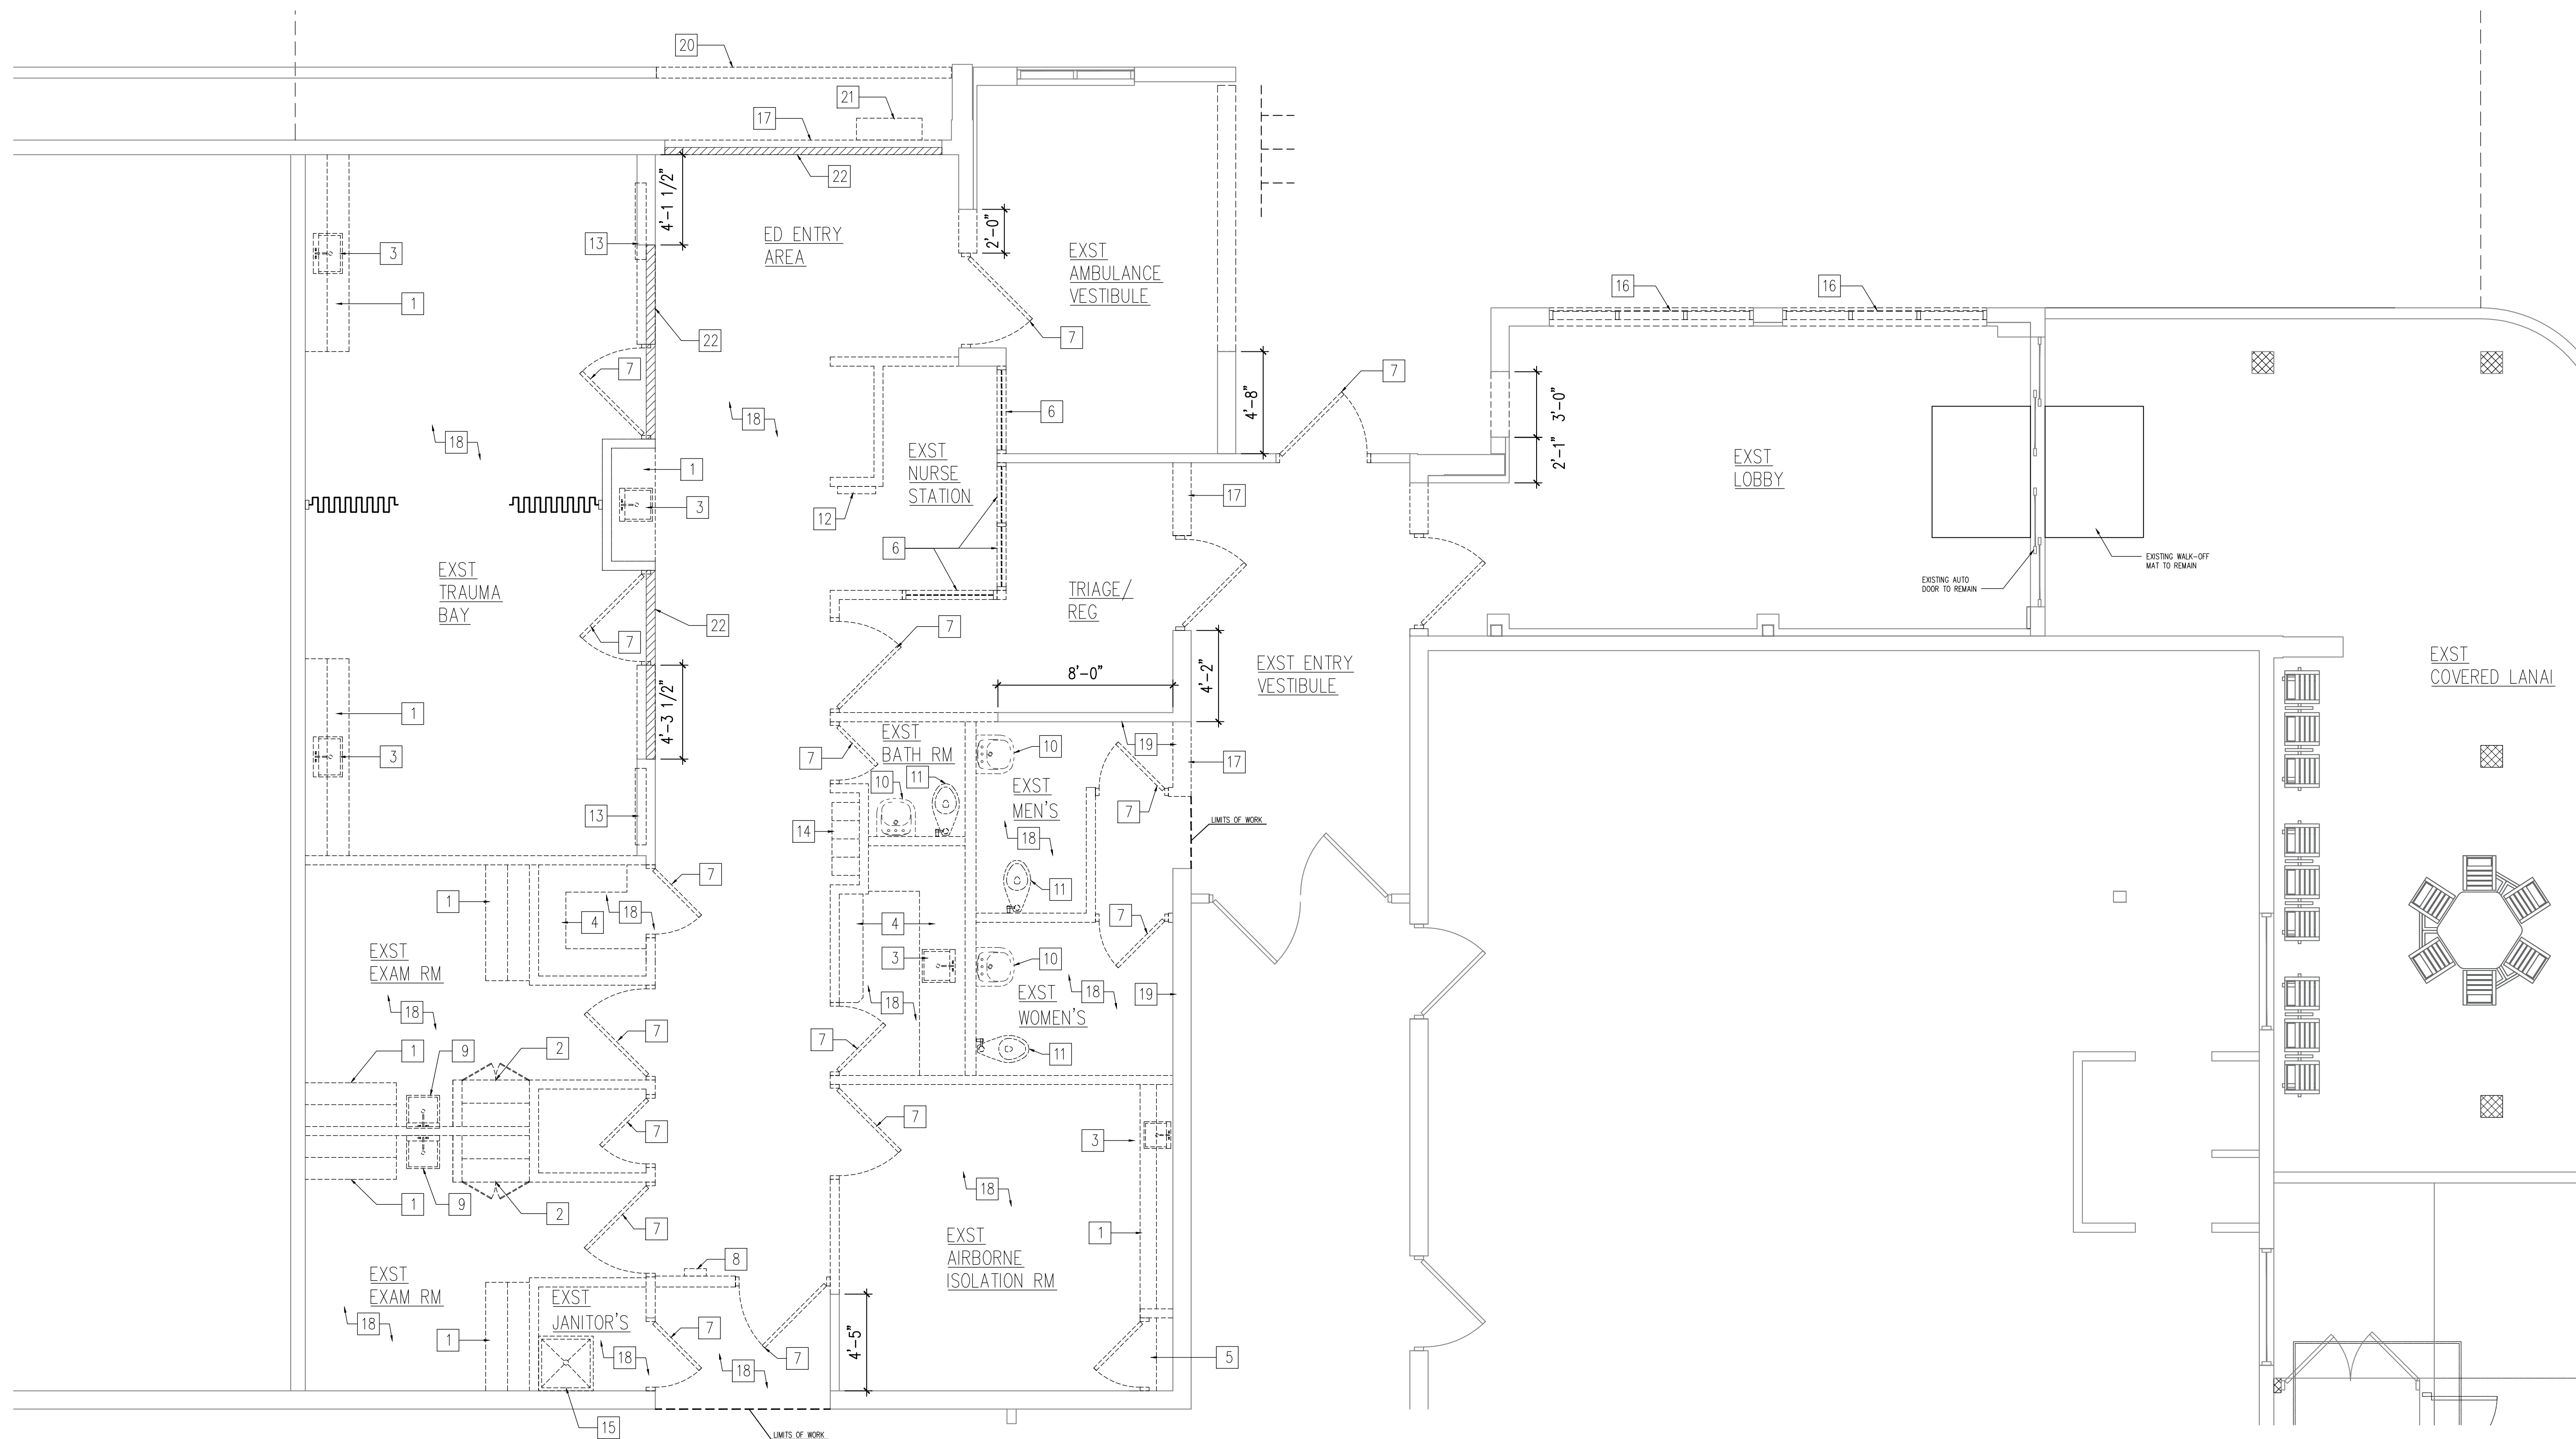 20
21
17
22
4'-1 1/2"
13
3
1
ED ENTRY
AREA
2'-0"
EXST
AMBULANCE
VESTIBULE
7
22
7
16
16
7
6
4'-8"
3'-0"
2'-1"
18
18
1
3
EXST
NURSE
STATION
12
6
17
EXST
LOBBY
EXISTING WALK-OFF
MAT TO REMAIN
EXISTING AUTO
DOOR TO REMAIN
EXST
TRAUMA
BAY
7
22
7
TRIAGE/
REG
8'-0"
4'-2"
EXST ENTRY
VESTIBULE
EXST
COVERED LANAI
4'-3 1/2"
1
3
13
7
EXST
BATH RM
10
11
14
10
19
17
EXST
MEN'S
7
18
LIMITS OF WORK
11
7
1
4
18
7
4
3
18
7
10
18
19
EXST
WOMEN'S
11
EXST
EXAM RM
18
7
1
9
2
7
7
3
1
9
2
7
18
1
EXST
AIRBORNE
ISOLATION RM
8
EXST
EXAM RM
18
1
EXST
JANITOR'S
18
7
18
7
4'-5"
5
15
LIMITS OF WORK